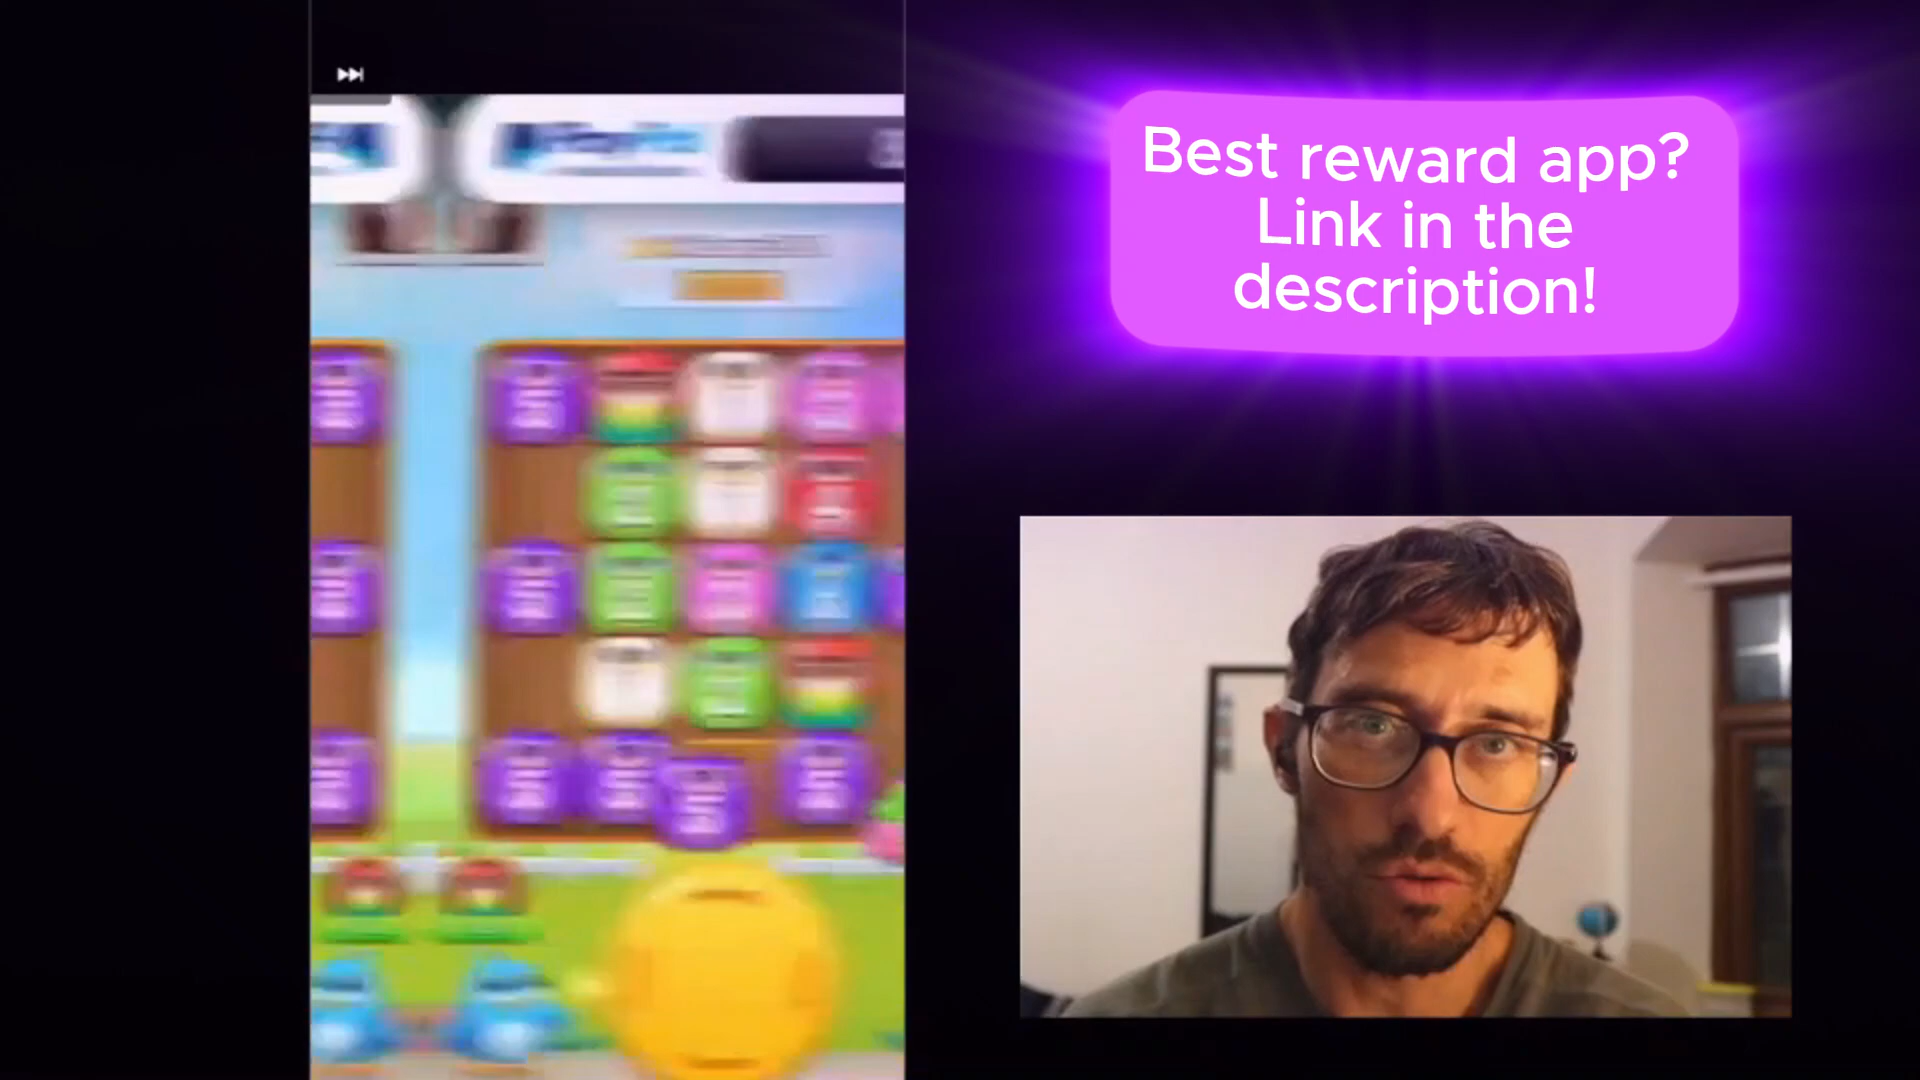 Best reward app?
Link in the
description!